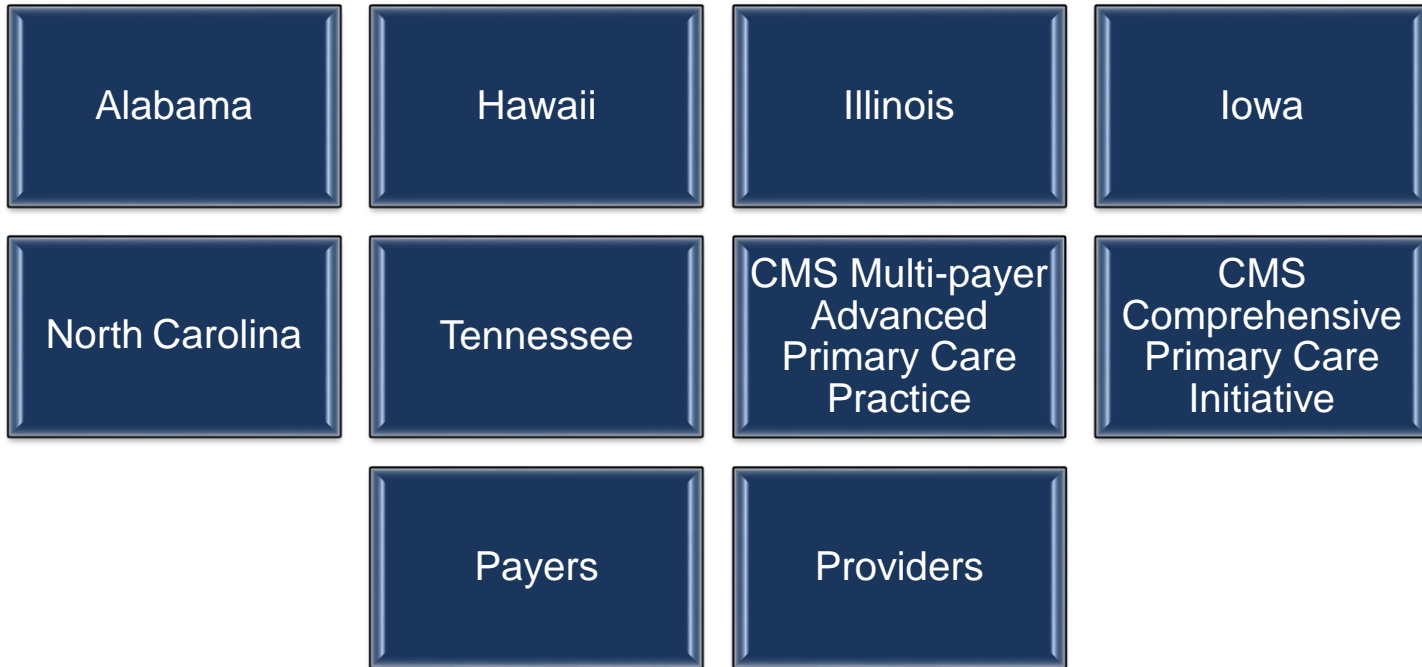 Alabama
Hawaii
Illinois
Iowa
North Carolina
Tennessee
CMS Multi-payer
Advanced
Primary Care
Practice
CMS
Comprehensive
Primary Care
Initiative
Payers
Providers